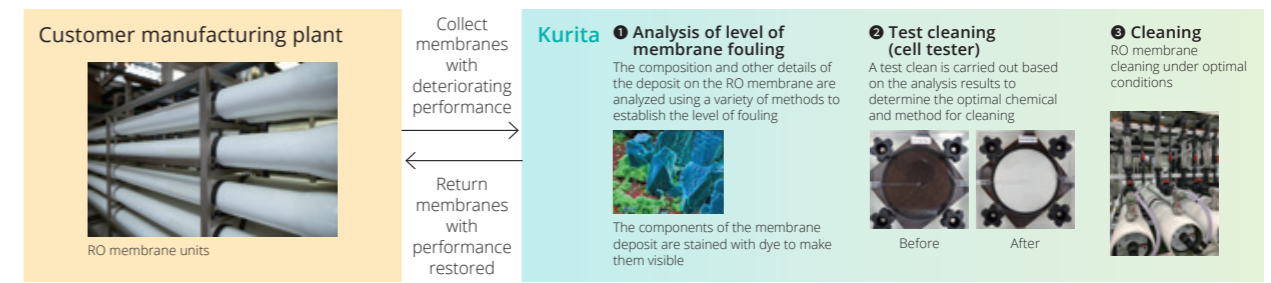 Customer manufacturing plant
RO membrane units
Collect
membranes
with
deteriorating
performance
Return
membranes
with
performance
restored
Kurita
❶ Analysis of level of
membrane fouling
The composition and other details of
the deposit on the RO membrane are
analyzed using a variety of methods to
establish the level of fouling
The components of the membrane
deposit are stained with dye to make
them visible
❷ Test cleaning
(cell tester)
A test clean is carried out based
on the analysis results to
determine the optimal chemical
and method for cleaning
Before
After
❸ Cleaning
RO membrane
cleaning under optimal
conditions